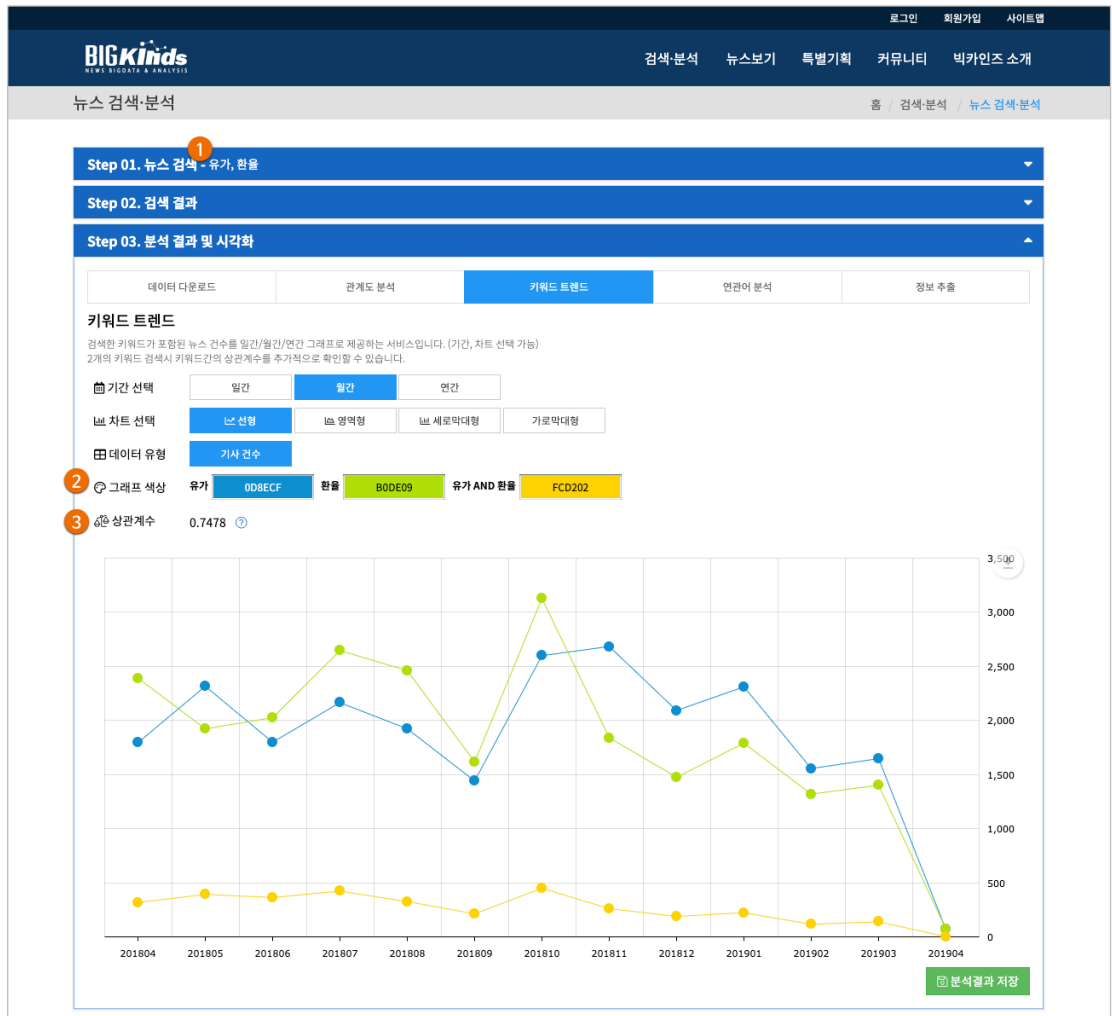 로그인 회원가입 사이트맵
BIGKinds
NEWS BIGDATA & ANALYSIS
검색·분석 뉴스보기 특별기획 커뮤니티 빅카인즈 소개
뉴스 검색·분석
홈 / 검색·분석 / 뉴스 검색·분석
1
Step 01. 뉴스 검색 - 유가, 환율
Step 02. 검색 결과
Step 03. 분석 결과 및 시각화
데이터 다운로드 관계도 분석 키워드 트렌드 연관어 분석 정보 추출
키워드 트렌드
검색한 키워드가 포함된 뉴스 건수를 일간/월간/연간 그래프로 제공하는 서비스입니다. (기간, 차트 선택 가능)
2개의 키워드 검색시 키워드간의 상관계수를 추가적으로 확인할 수 있습니다.
기간 선택 일간 월간 연간
차트 선택 선형 영역형 세로막대형 가로막대형
데이터 유형 기사 건수
2 그래프 색상 유가 0D8ECF 환율 B0DE09 유가 AND 환율 FCD202
3 상관계수 0.7478 ?
3,500
3,000
2,500
2,000
1,500
1,000
500
0
201804 201805 201806 201807 201808 201809 201810 201811 201812 201901 201902 201903 201904
분석결과 저장